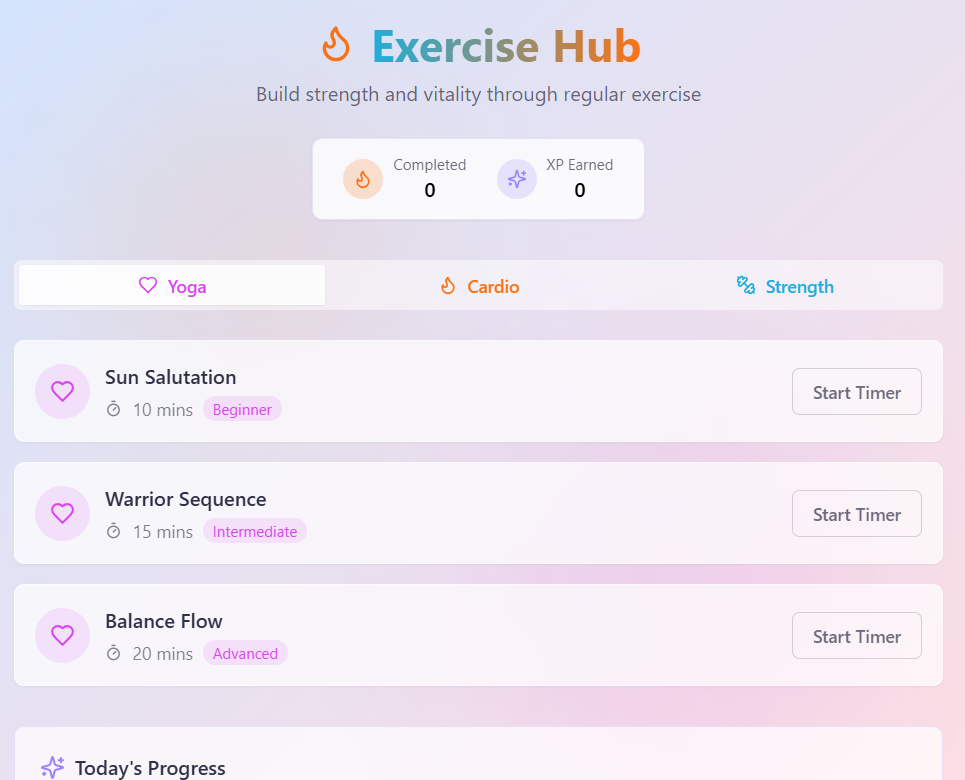 Exercise Hub
Build strength and vitality through regular exercise
Completed
0
XP Earned
0
Yoga
Cardio
Strength
Sun Salutation
10 mins
Beginner
Start Timer
Warrior Sequence
15 mins
Intermediate
Start Timer
Balance Flow
20 mins
Advanced
Start Timer
Today's Progress